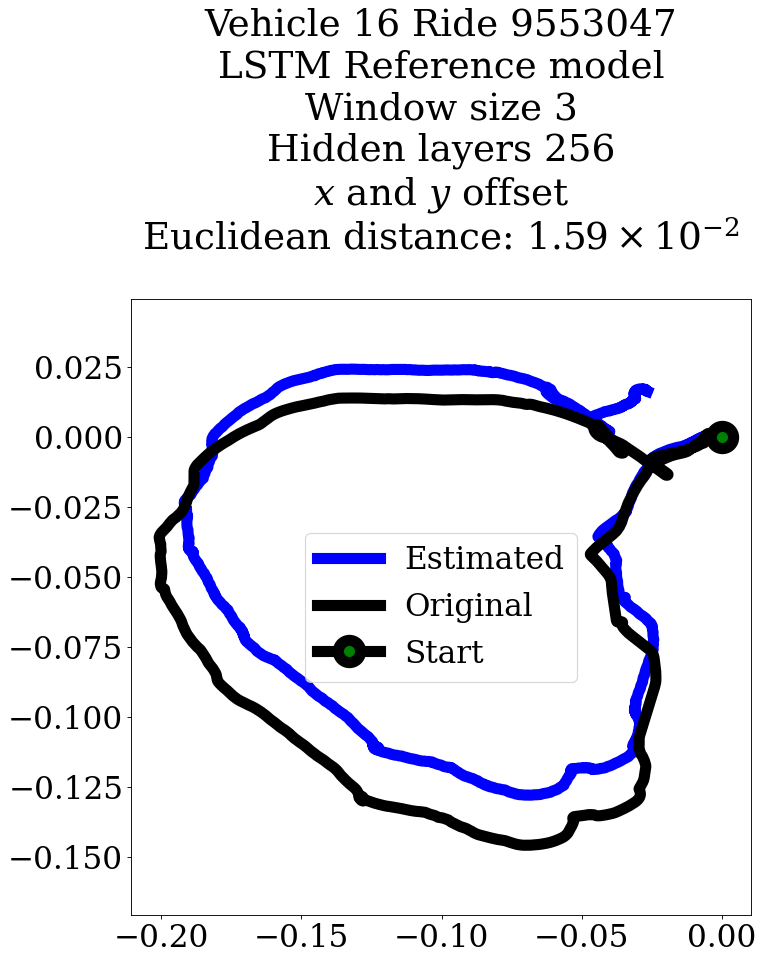 Vehicle 16 Ride 9553047
LSTM Reference model
Window size 3
Hidden layers 256
x and y offset
Euclidean distance: 1.59 × 10⁻²
0.025
0.000
−0.025
−0.050
−0.075
−0.100
−0.125
−0.150
Estimated
Original
Start
−0.20 −0.15 −0.10 −0.05 0.00